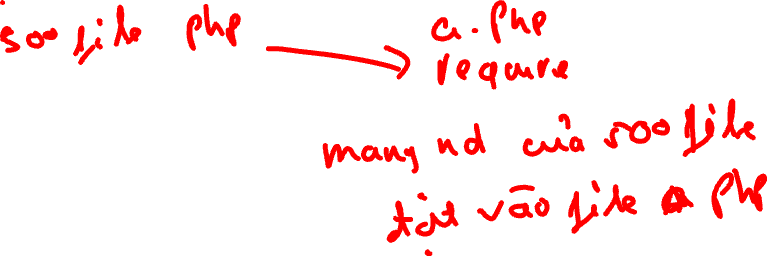 500 file php
a.php
require
mang nd của 500 file
đặt vào file a php